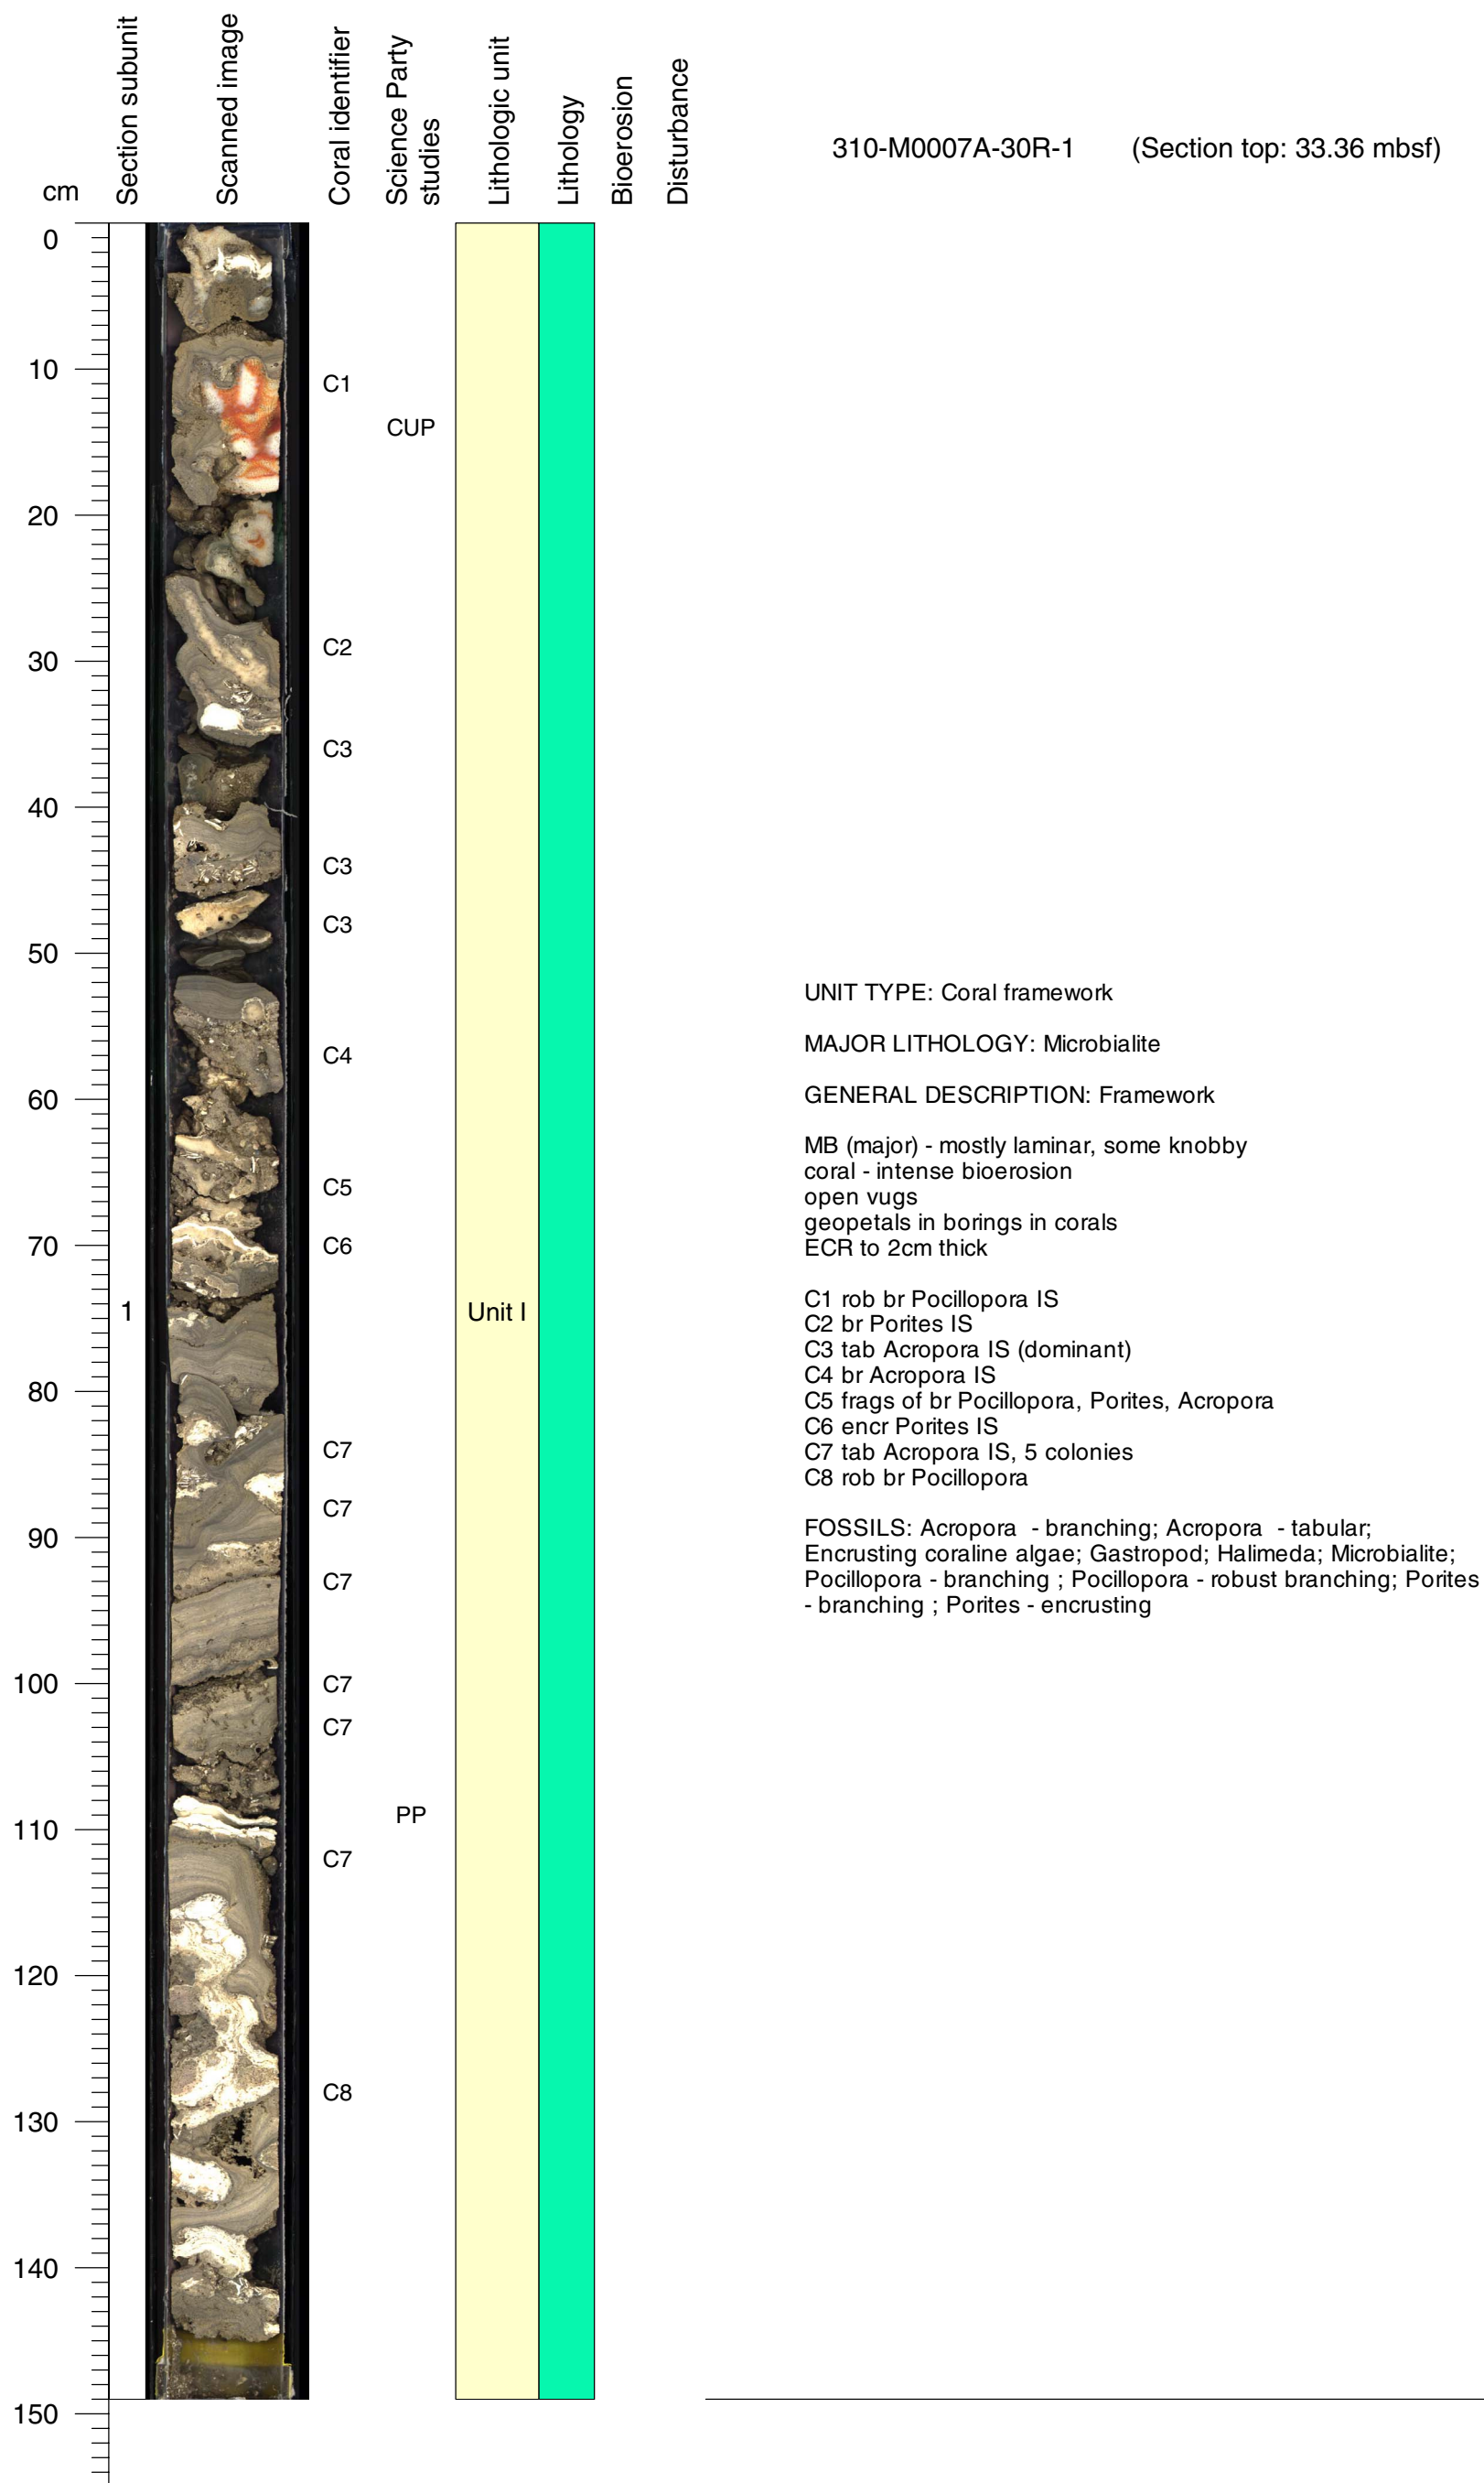 Section subunit
Scanned image
Coral identifier
Science Party
studies
Lithologic unit
Lithology
Bioerosion
Disturbance
310-M0007A-30R-1 (Section top: 33.36 mbsf)
cm
0
10
C1
CUP
20
C2
30
C3
40
C3
C3
50
UNIT TYPE: Coral framework
MAJOR LITHOLOGY: Microbialite
C4
60
GENERAL DESCRIPTION: Framework
MB (major) - mostly laminar, some knobby
coral - intense bioerosion
C5
open vugs
geopetals in borings in corals
70
C6
ECR to 2cm thick
1
Unit I
C1 rob br Pocillopora IS
C2 br Porites IS
C3 tab Acropora IS (dominant)
C4 br Acropora IS
80
C5 frags of br Pocillopora, Porites, Acropora
C6 encr Porites IS
C7
C7 tab Acropora IS, 5 colonies
C8 rob br Pocillopora
C7
90
FOSSILS: Acropora - branching; Acropora - tabular;
Encrusting coraline algae; Gastropod; Halimeda; Microbialite;
C7
Pocillopora - branching ; Pocillopora - robust branching; Porites
- branching ; Porites - encrusting
100
C7
C7
PP
110
C7
120
C8
130
140
150